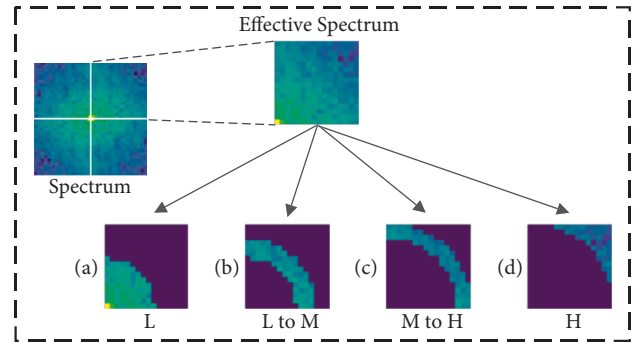 Effective Spectrum
Spectrum
(a)
(b)
(c)
(d)
L
L to M
M to H
H